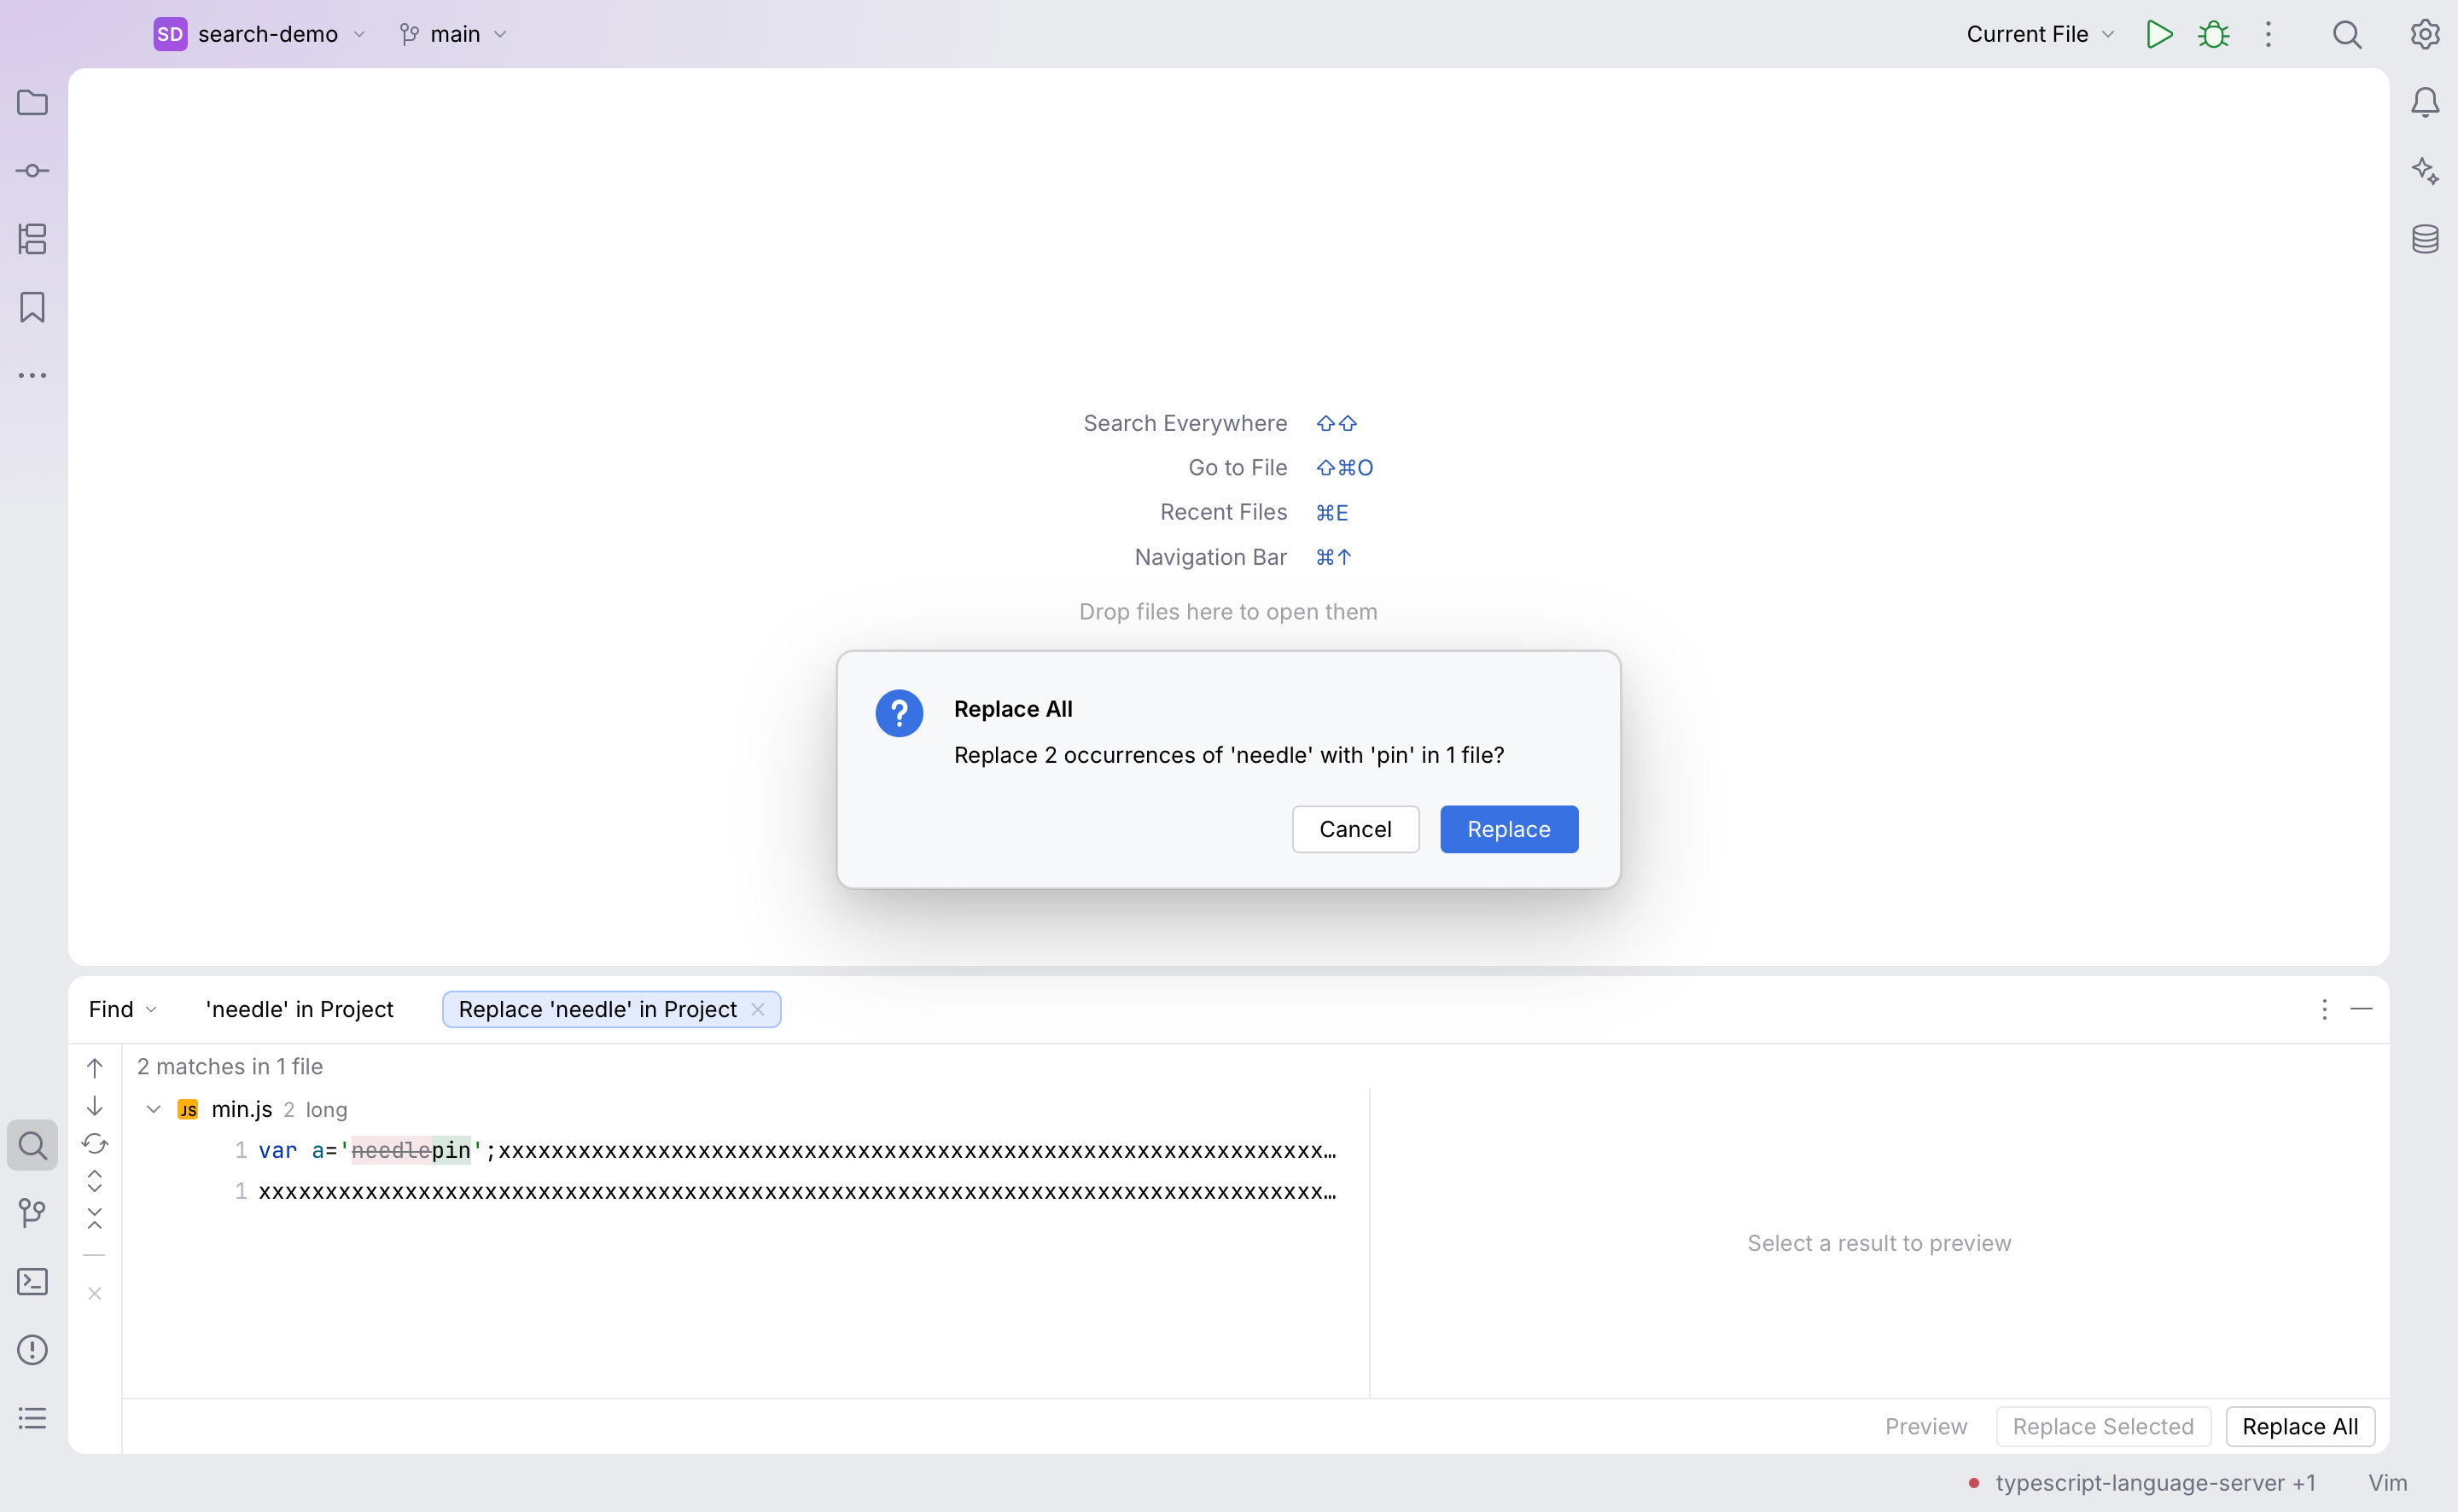 SD search-demo main Current File
Search Everywhere ⇧⇧
Go to File ⇧⌘O
Recent Files ⌘E
Navigation Bar ⌘↑
Drop files here to open them
Replace All
Replace 2 occurrences of 'needle' with 'pin' in 1 file?
Cancel Replace
Find 'needle' in Project Replace 'needle' in Project
2 matches in 1 file
JS min.js 2 long
1 var a='needlepin';xxxxxxxxxxxxxxxxxxxxxxxxxxxxxxxxxxxxxxxxxxxxxxxxxxxxxxxxxxxxxx…
1 xxxxxxxxxxxxxxxxxxxxxxxxxxxxxxxxxxxxxxxxxxxxxxxxxxxxxxxxxxxxxxxxxxxxxxxxxxxxxxxx…
Select a result to preview
Preview Replace Selected Replace All
typescript-language-server +1 Vim